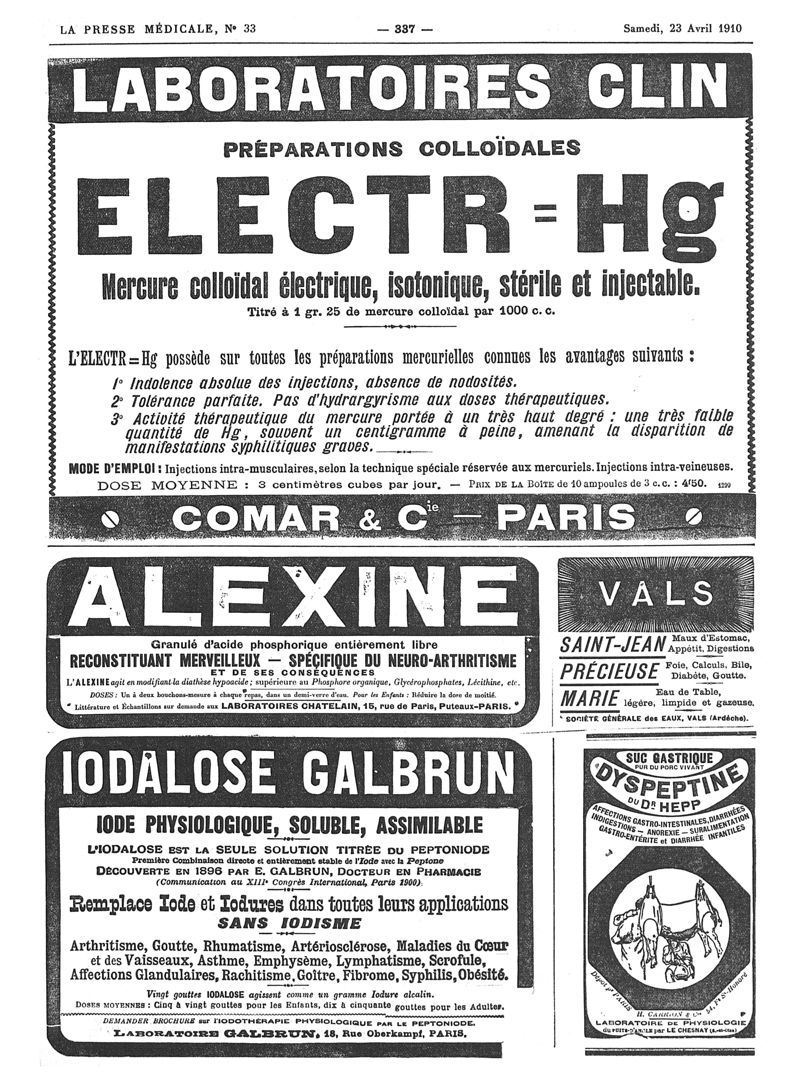 LA PRESSE MÉDICALE, N° 33
— 337 —
Samedi, 23 Avril 1910
LABORATOIRES CLIN
PRÉPARATIONS COLLOÏDALES
ELECTR=Hg
Mercure colloïdal électrique, isotonique, stérile et injectable.
Titré à 1 gr. 25 de mercure colloïdal par 1000 c. c.
L'ELECTR=Hg possède sur toutes les préparations mercurielles connues les avantages suivants :
1° Indolence absolue des injections, absence de nodosités.
2° Tolérance parfaite. Pas d'hydrargyrisme aux doses thérapeutiques.
3° Activité thérapeutique du mercure portée à un très haut degré : une très faible
quantité de Hg, souvent un centigramme à peine, amenant la disparition de
manifestations syphilitiques graves.
MODE D'EMPLOI : Injections intra-musculaires, selon la technique spéciale réservée aux mercuriels. Injections intra-veineuses.
DOSE MOYENNE : 3 centimètres cubes par jour. — PRIX DE LA BOÎTE de 10 ampoules de 3 c. c. : 4f50. 1299
COMAR & Cie — PARIS
ALEXINE
Granulé d'acide phosphorique entièrement libre
RECONSTITUANT MERVEILLEUX — SPÉCIFIQUE DU NEURO-ARTHRITISME
ET DE SES CONSÉQUENCES
L'ALEXINE agit en modifiant la diathèse hypoacide ; supérieure au Phosphore organique, Glycérophosphates, Lécithine, etc.
DOSES : Un à deux bouchons-mesure à chaque repas, dans un demi-verre d'eau. Pour les Enfants : Réduire la dose de moitié.
Littérature et Échantillons sur demande aux LABORATOIRES CHATELAIN, 15, rue de Paris, Puteaux-PARIS.
VALS
SAINT-JEAN Maux d'Estomac,
Appétit, Digestions
PRÉCIEUSE Foie, Calculs, Bile,
Diabète, Goutte.
MARIE Eau de Table,
légère, limpide et gazeuse.
SOCIÉTÉ GÉNÉRALE des EAUX, VALS (Ardèche).
IODALOSE GALBRUN
IODE PHYSIOLOGIQUE, SOLUBLE, ASSIMILABLE
L'IODALOSE EST LA SEULE SOLUTION TITRÉE DU PEPTONIODE
Première Combinaison directe et entièrement stable de l'Iode avec la Peptone
DÉCOUVERTE EN 1896 PAR E. GALBRUN, DOCTEUR EN PHARMACIE
(Communication au XIIIe Congrès International, Paris 1900).
Remplace Iode et Iodures dans toutes leurs applications
SANS IODISME
Arthritisme, Goutte, Rhumatisme, Artériosclérose, Maladies du Cœur
et des Vaisseaux, Asthme, Emphysème, Lymphatisme, Scrofule,
Affections Glandulaires, Rachitisme, Goître, Fibrome, Syphilis, Obésité.
Vingt gouttes IODALOSE agissent comme un gramme Iodure alcalin.
DOSES MOYENNES : Cinq à vingt gouttes pour les Enfants, dix à cinquante gouttes pour les Adultes.
DEMANDER BROCHURE sur l'IODOTHÉRAPIE PHYSIOLOGIQUE PAR LE PEPTONIODE.
LABORATOIRE GALBRUN, 18, Rue Oberkampf, PARIS.
SUC GASTRIQUE
PUR DU PORC VIVANT
DYSPEPTINE
DU Dr HEPP
AFFECTIONS GASTRO-INTESTINALES, DIARRHÉES
INDIGESTIONS — ANOREXIE — SURALIMENTATION
GASTRO-ENTÉRITE et DIARRHÉE INFANTILES
Dépôt pr PARIS
H. CARRION & Cie 54, Fg St-Honoré
LABORATOIRE DE PHYSIOLOGIE
LE CHESNAY